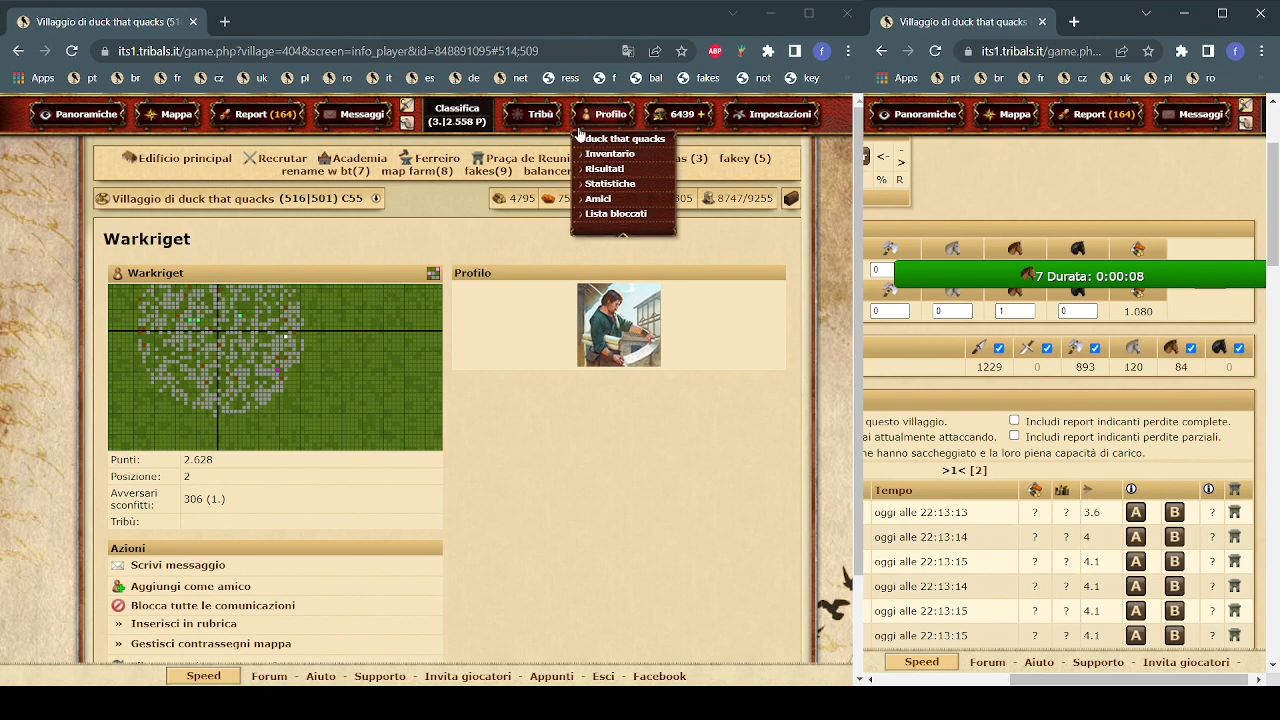 Villaggio di duck that quacks (51
Villaggio di duck that quacks
its1.tribals.it/game.php?village=404&screen=info_player&id=848891095#514;509
ABP
f
its1.tribals.it/game.ph...
f
Apps pt br fr cz uk pl w br it es de net ress f bal fakes not key
Apps pt br fr cz uk pl ro
Panoramiche Mappa Report (164) Messaggi Classifica (3.|2.558 P) Tribù Profilo 6439 + Impostazioni
Panoramiche Mappa Report (164) Messaggi
duck that quacks
Inventario
Risultati
Statistiche
Amici
Lista bloccati
Edificio principal Recrutar Academia Ferreiro Praça de Reuni as (3) fakey (5)
rename w bt(7) map farm(8) fakes(9) balancer
Villaggio di duck that quacks (516|501) C55
4795 75 305 8747/9255
Warkriget
Warkriget
Profilo
Punti: 2.628
Posizione: 2
Avversari sconfitti: 306 (1.)
Tribù:
Azioni
Scrivi messaggio
Aggiungi come amico
Blocca tutte le comunicazioni
» Inserisci in rubrica
» Gestisci contrassegni mappa
Speed Forum - Aiuto - Supporto - Invita giocatori - Appunti - Esci - Facebook
<- ->
% R
0
7 Durata: 0:00:08
0 0 1 0 1.080
1229 0 893 120 84 0
questo villaggio. Includi report indicanti perdite complete.
ai attualmente attaccando. Includi report indicanti perdite parziali.
he hanno saccheggiato e la loro piena capacità di carico.
>1< [2]
Tempo
oggi alle 22:13:13 ? ? 3.6 A B ?
oggi alle 22:13:14 ? ? 4 A B ?
oggi alle 22:13:15 ? ? 4.1 A B ?
oggi alle 22:13:14 ? ? 4.1 A B ?
oggi alle 22:13:15 ? ? 4.1 A B ?
oggi alle 22:13:15 ? ? 4.1 A B ?
Speed Forum - Aiuto - Supporto - Invita giocatori -